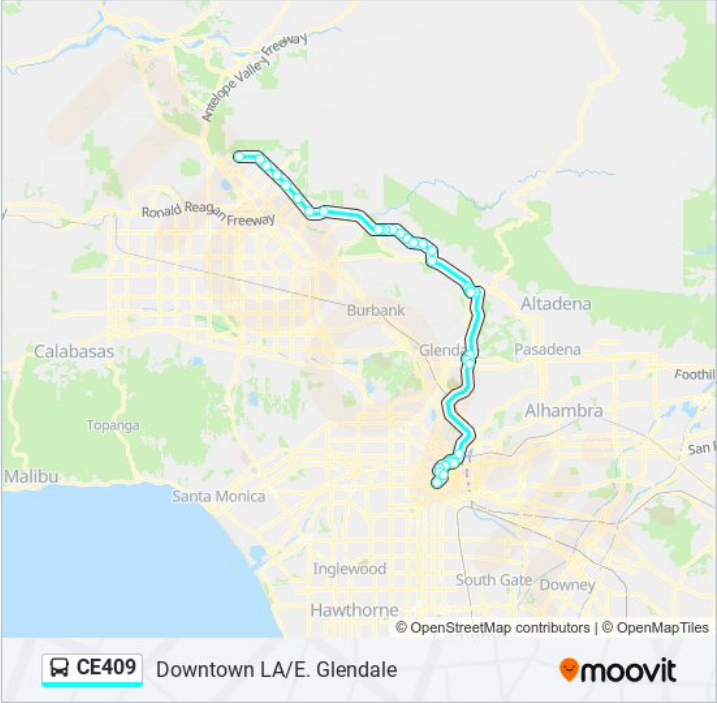 Antelope Valley Freeway
Ronald Reagan Freeway
Burbank
Altadena
Calabasas
Glendale
Pasadena
Foothil
Alhambra
Topanga
San B
Malibu
Santa Monica
Inglewood
South Gate
Downey
Hawthorne
© OpenStreetMap contributors | © OpenMapTiles
CE409
Downtown LA/E. Glendale
moovit